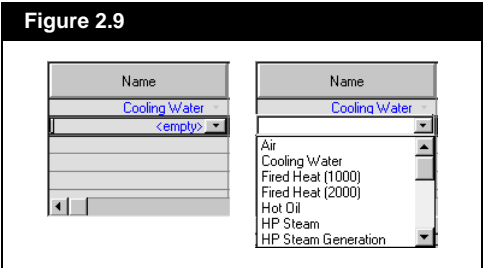 Figure 2.9
Name
Cooling Water
<empty>
Name
Cooling Water
Air
Cooling Water
Fired Heat (1000)
Fired Heat (2000)
Hot Oil
HP Steam
HP Steam Generation